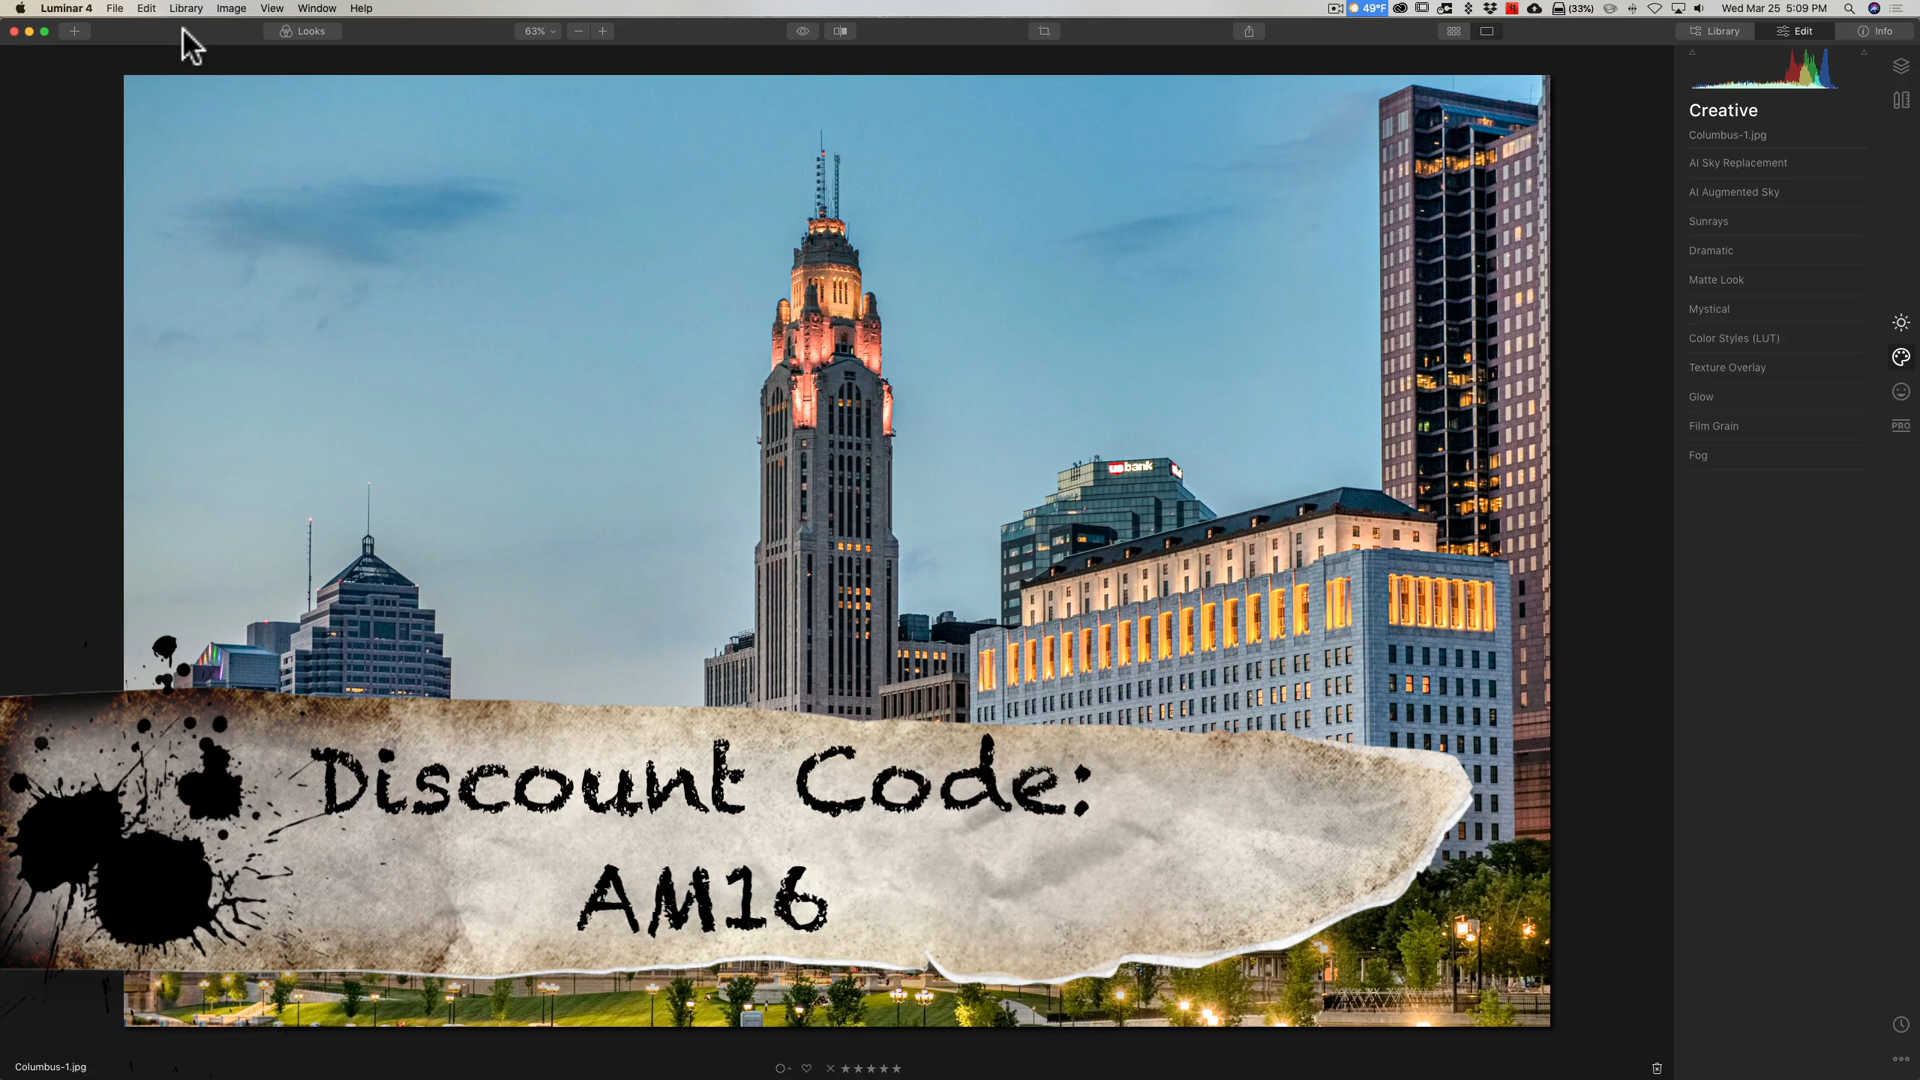 Luminar 4 File Edit Library Image View Window Help 49°F (33%) Wed Mar 25 5:09 PM
Looks 63% Library Edit Info
Creative
Columbus-1.jpg
AI Sky Replacement
AI Augmented Sky
Sunrays
Dramatic
Matte Look
Mystical
Color Styles (LUT)
Texture Overlay
Glow
Film Grain
PRO
Fog
usbank
Discount Code:
AM16
Columbus-1.jpg